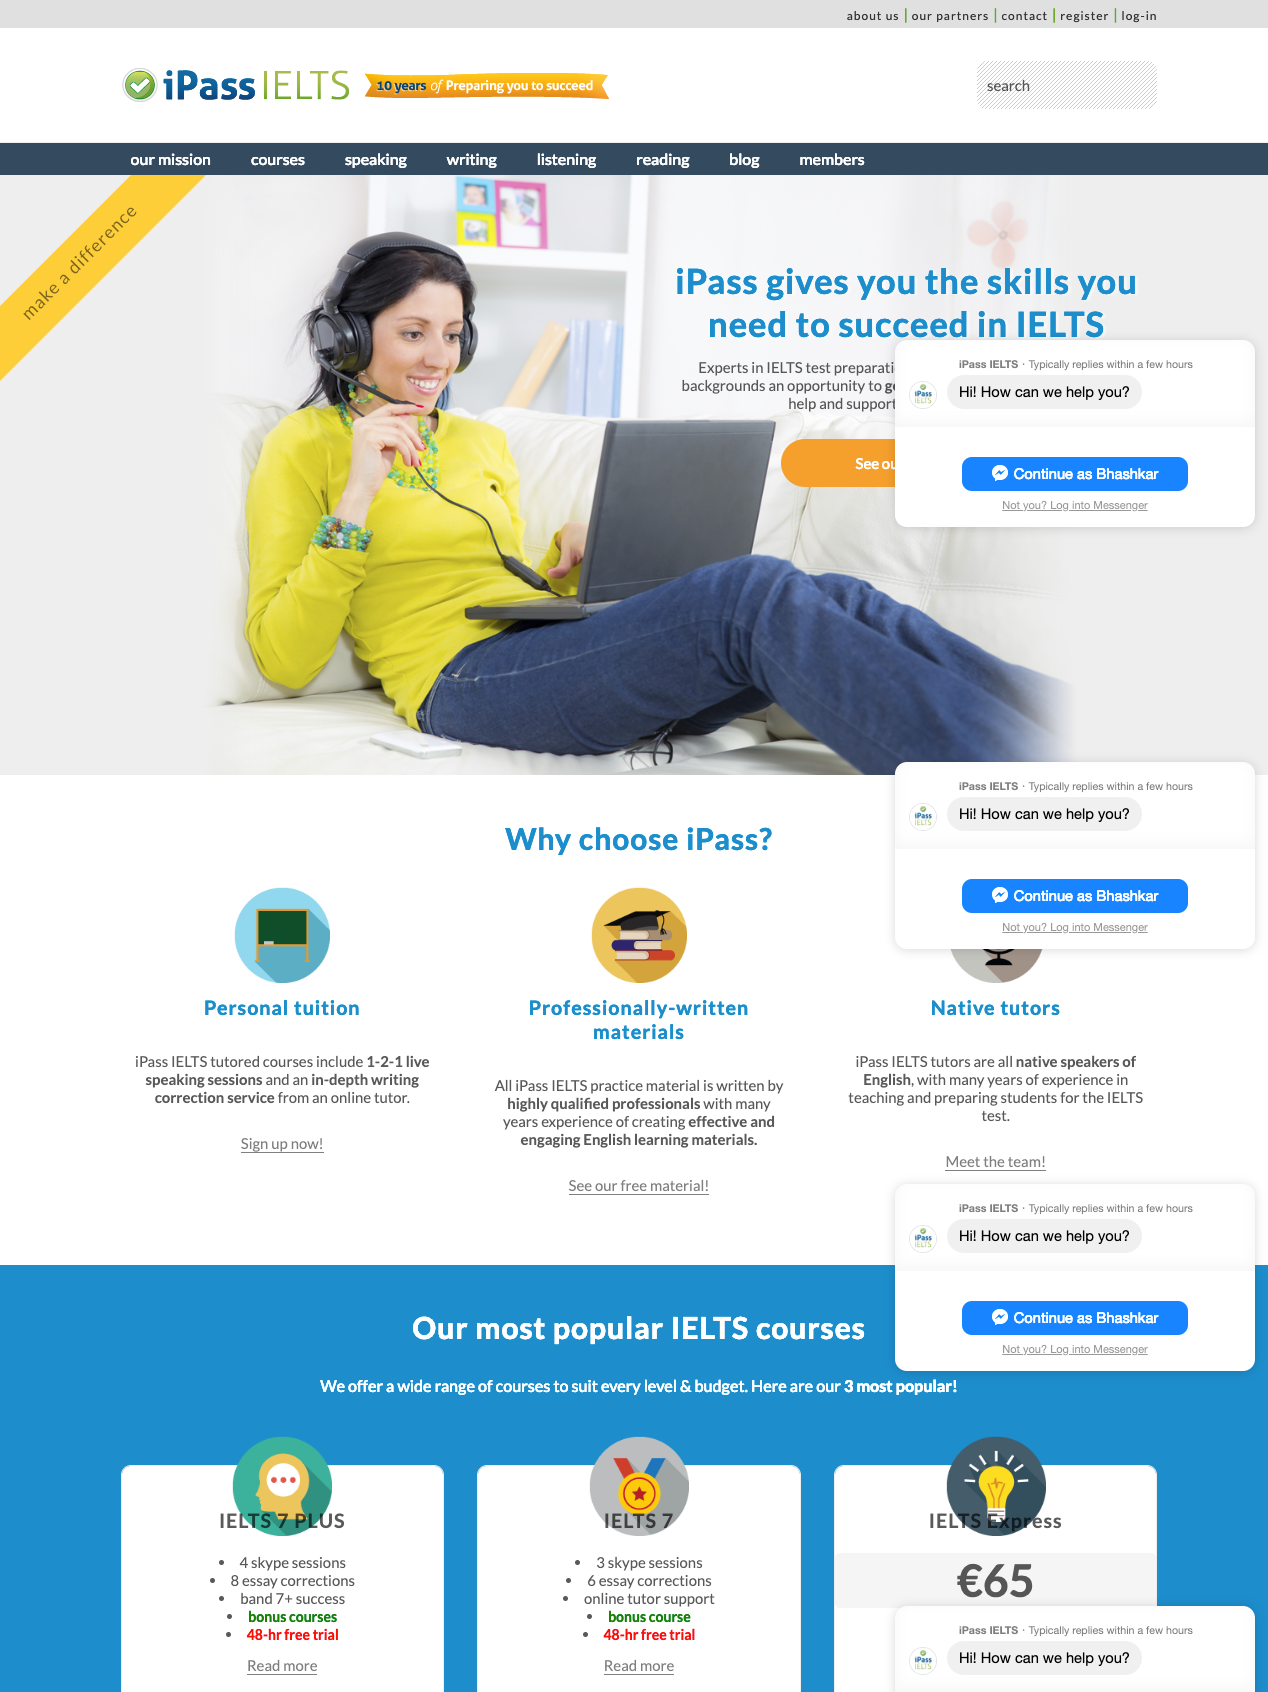 about us | our partners | contact | register | log-in
iPass IELTS
10 years of Preparing you to succeed
search
our mission courses speaking writing listening reading blog members
make a difference
iPass gives you the skills you
need to succeed in IELTS
Experts in IELTS test
backgrounds an opportunity to
help and support
See
iPass IELTS · Typically replies within a few hours
iPass IELTS
Hi! How can we help you?
Continue as Bhashkar
Not you? Log into Messenger
iPass IELTS · Typically replies within a few hours
iPass IELTS
Hi! How can we help you?
Continue as Bhashkar
Not you? Log into Messenger
Why choose iPass?
Personal tuition
iPass IELTS tutored courses include 1-2-1 live
speaking sessions and an in-depth writing
correction service from an online tutor.
Sign up now!
Professionally-written
materials
All iPass IELTS practice material is written by
highly qualified professionals with many
years experience of creating effective and
engaging English learning materials.
See our free material!
Native tutors
iPass IELTS tutors are all native speakers of
English, with many years of experience in
teaching and preparing students for the IELTS
test.
Meet the team!
iPass IELTS · Typically replies within a few hours
iPass IELTS
Hi! How can we help you?
Continue as Bhashkar
Not you? Log into Messenger
Our most popular IELTS courses
We offer a wide range of courses to suit every level & budget. Here are our 3 most popular!
IELTS 7 PLUS
• 4 skype sessions
• 8 essay corrections
• band 7+ success
• bonus courses
• 48-hr free trial
Read more
IELTS 7
• 3 skype sessions
• 6 essay corrections
• online tutor support
• bonus course
• 48-hr free trial
Read more
IELTS Express
€65
iPass IELTS · Typically replies within a few hours
iPass IELTS
Hi! How can we help you?